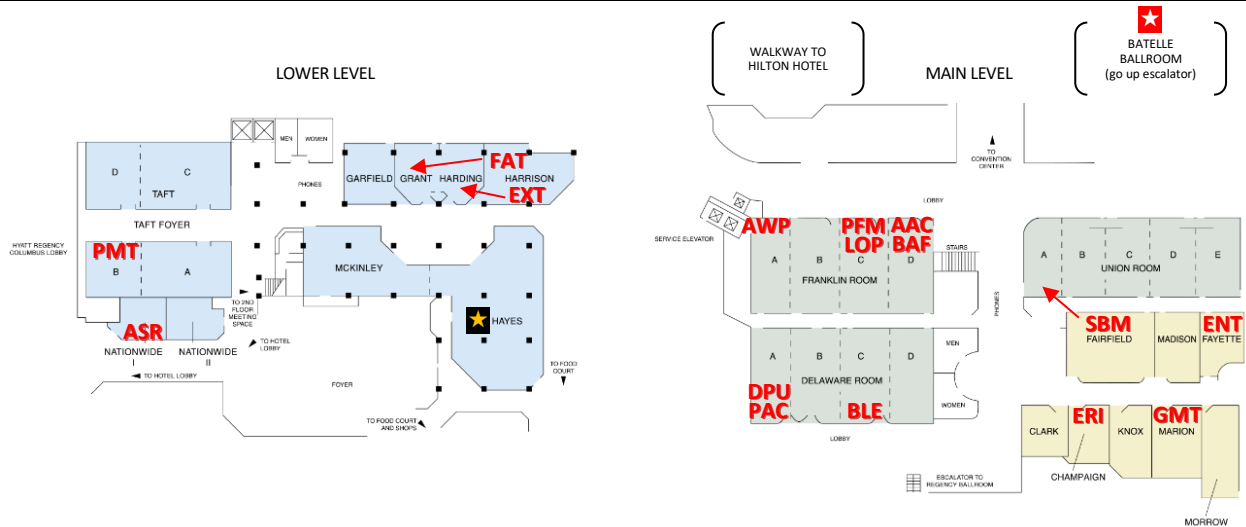 LOWER LEVEL
MEN
WOMEN
D
C
TAFT
PHONES
GARFIELD
GRANT
HARDING
HARRISON
FAT
EXT
TAFT FOYER
HYATT REGENCY
COLUMBUS LOBBY
PMT
B
A
MCKINLEY
TO 2ND
FLOOR
MEETING
SPACE
HAYES
ASR
NATIONWIDE
I
NATIONWIDE
II
TO HOTEL
LOBBY
TO HOTEL LOBBY
FOYER
TO FOOD
COURT
TO FOOD COURT
AND SHOPS
WALKWAY TO
HILTON HOTEL
MAIN LEVEL
BATELLE
BALLROOM
(go up escalator)
TO
CONVENTION
CENTER
LOBBY
SERVICE ELEVATOR
AWP
PFM
LOP
AAC
BAF
STAIRS
A
B
C
D
FRANKLIN ROOM
PHONES
A
B
C
D
E
UNION ROOM
SBM
FAIRFIELD
MADISON
ENT
FAYETTE
A
B
C
D
DELAWARE ROOM
DPU
PAC
BLE
MEN
WOMEN
LOBBY
CLARK
ERI
KNOX
GMT
MARION
CHAMPAIGN
ESCALATOR TO
REGENCY BALLROOM
MORROW